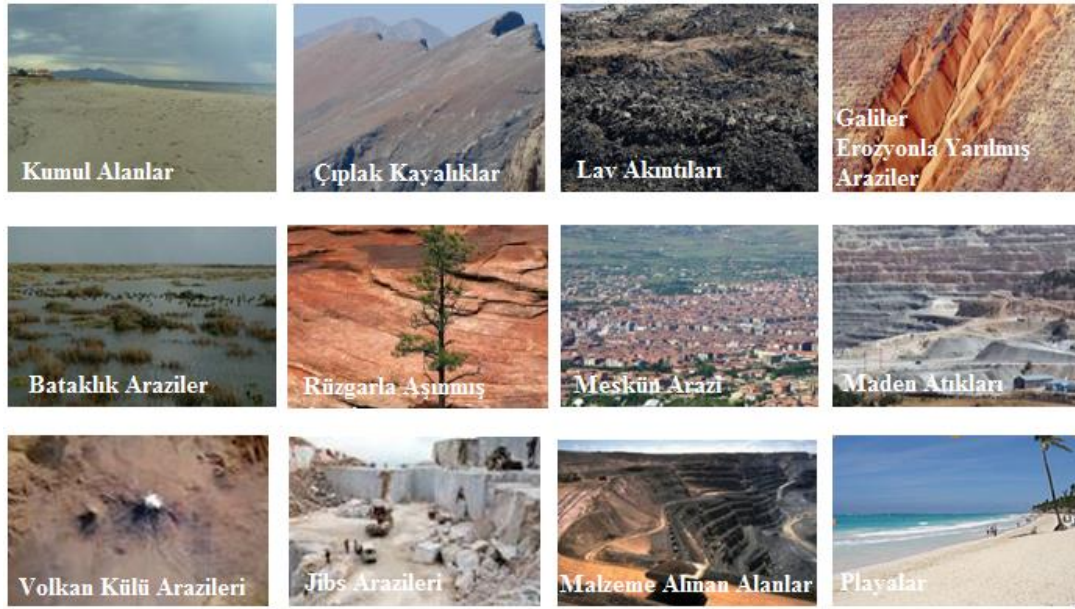 Kumul Alanlar
Çıplak Kayalıklar
Lav Akıntıları
Galiler
Erozyonla Yarılmış
Araziler
Bataklık Araziler
Rüzgarla Aşınmış
Meskün Arazi
Maden Atıkları
Volkan Külü Arazileri
Jibs Arazileri
Malzeme Alınan Alanlar
Playalar